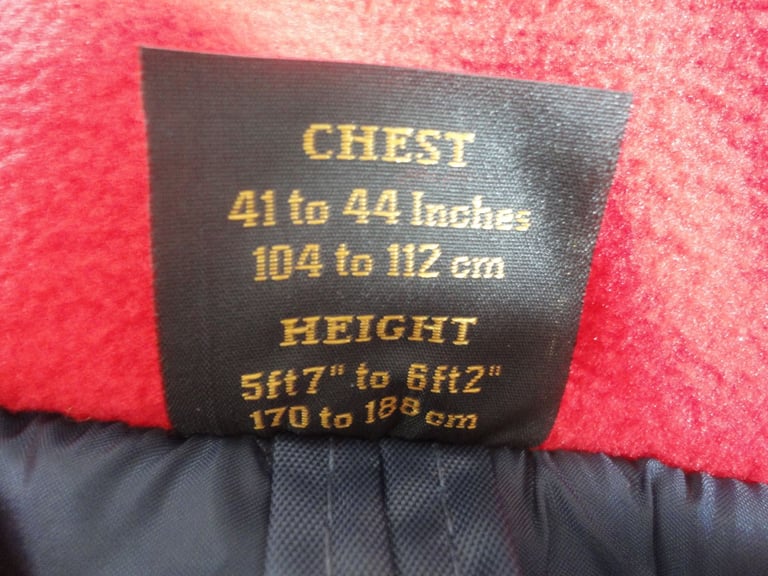 CHEST
41 to 44 Inches
104 to 112 cm
HEIGHT
5ft7" to 6ft2"
170 to 188 cm